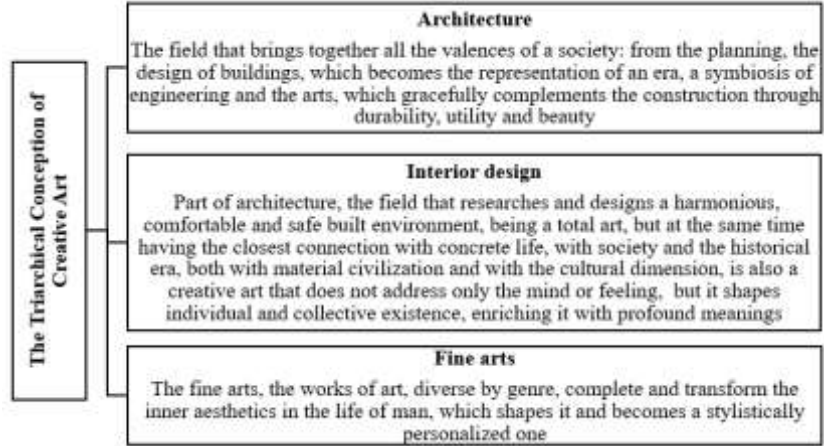 The Triarchical Conception of
Creative Art
Architecture
The field that brings together all the valences of a society: from the planning, the
design of buildings, which becomes the representation of an era, a symbiosis of
engineering and the arts, which gracefully complements the construction through
durability, utility and beauty
Interior design
Part of architecture, the field that researches and designs a harmonious,
comfortable and safe built environment, being a total art, but at the same time
having the closest connection with concrete life, with society and the historical
era, both with material civilization and with the cultural dimension, is also a
creative art that does not address only the mind or feeling, but it shapes
individual and collective existence, enriching it with profound meanings
Fine arts
The fine arts, the works of art, diverse by genre, complete and transform the
inner aesthetics in the life of man, which shapes it and becomes a stylistically
personalized one